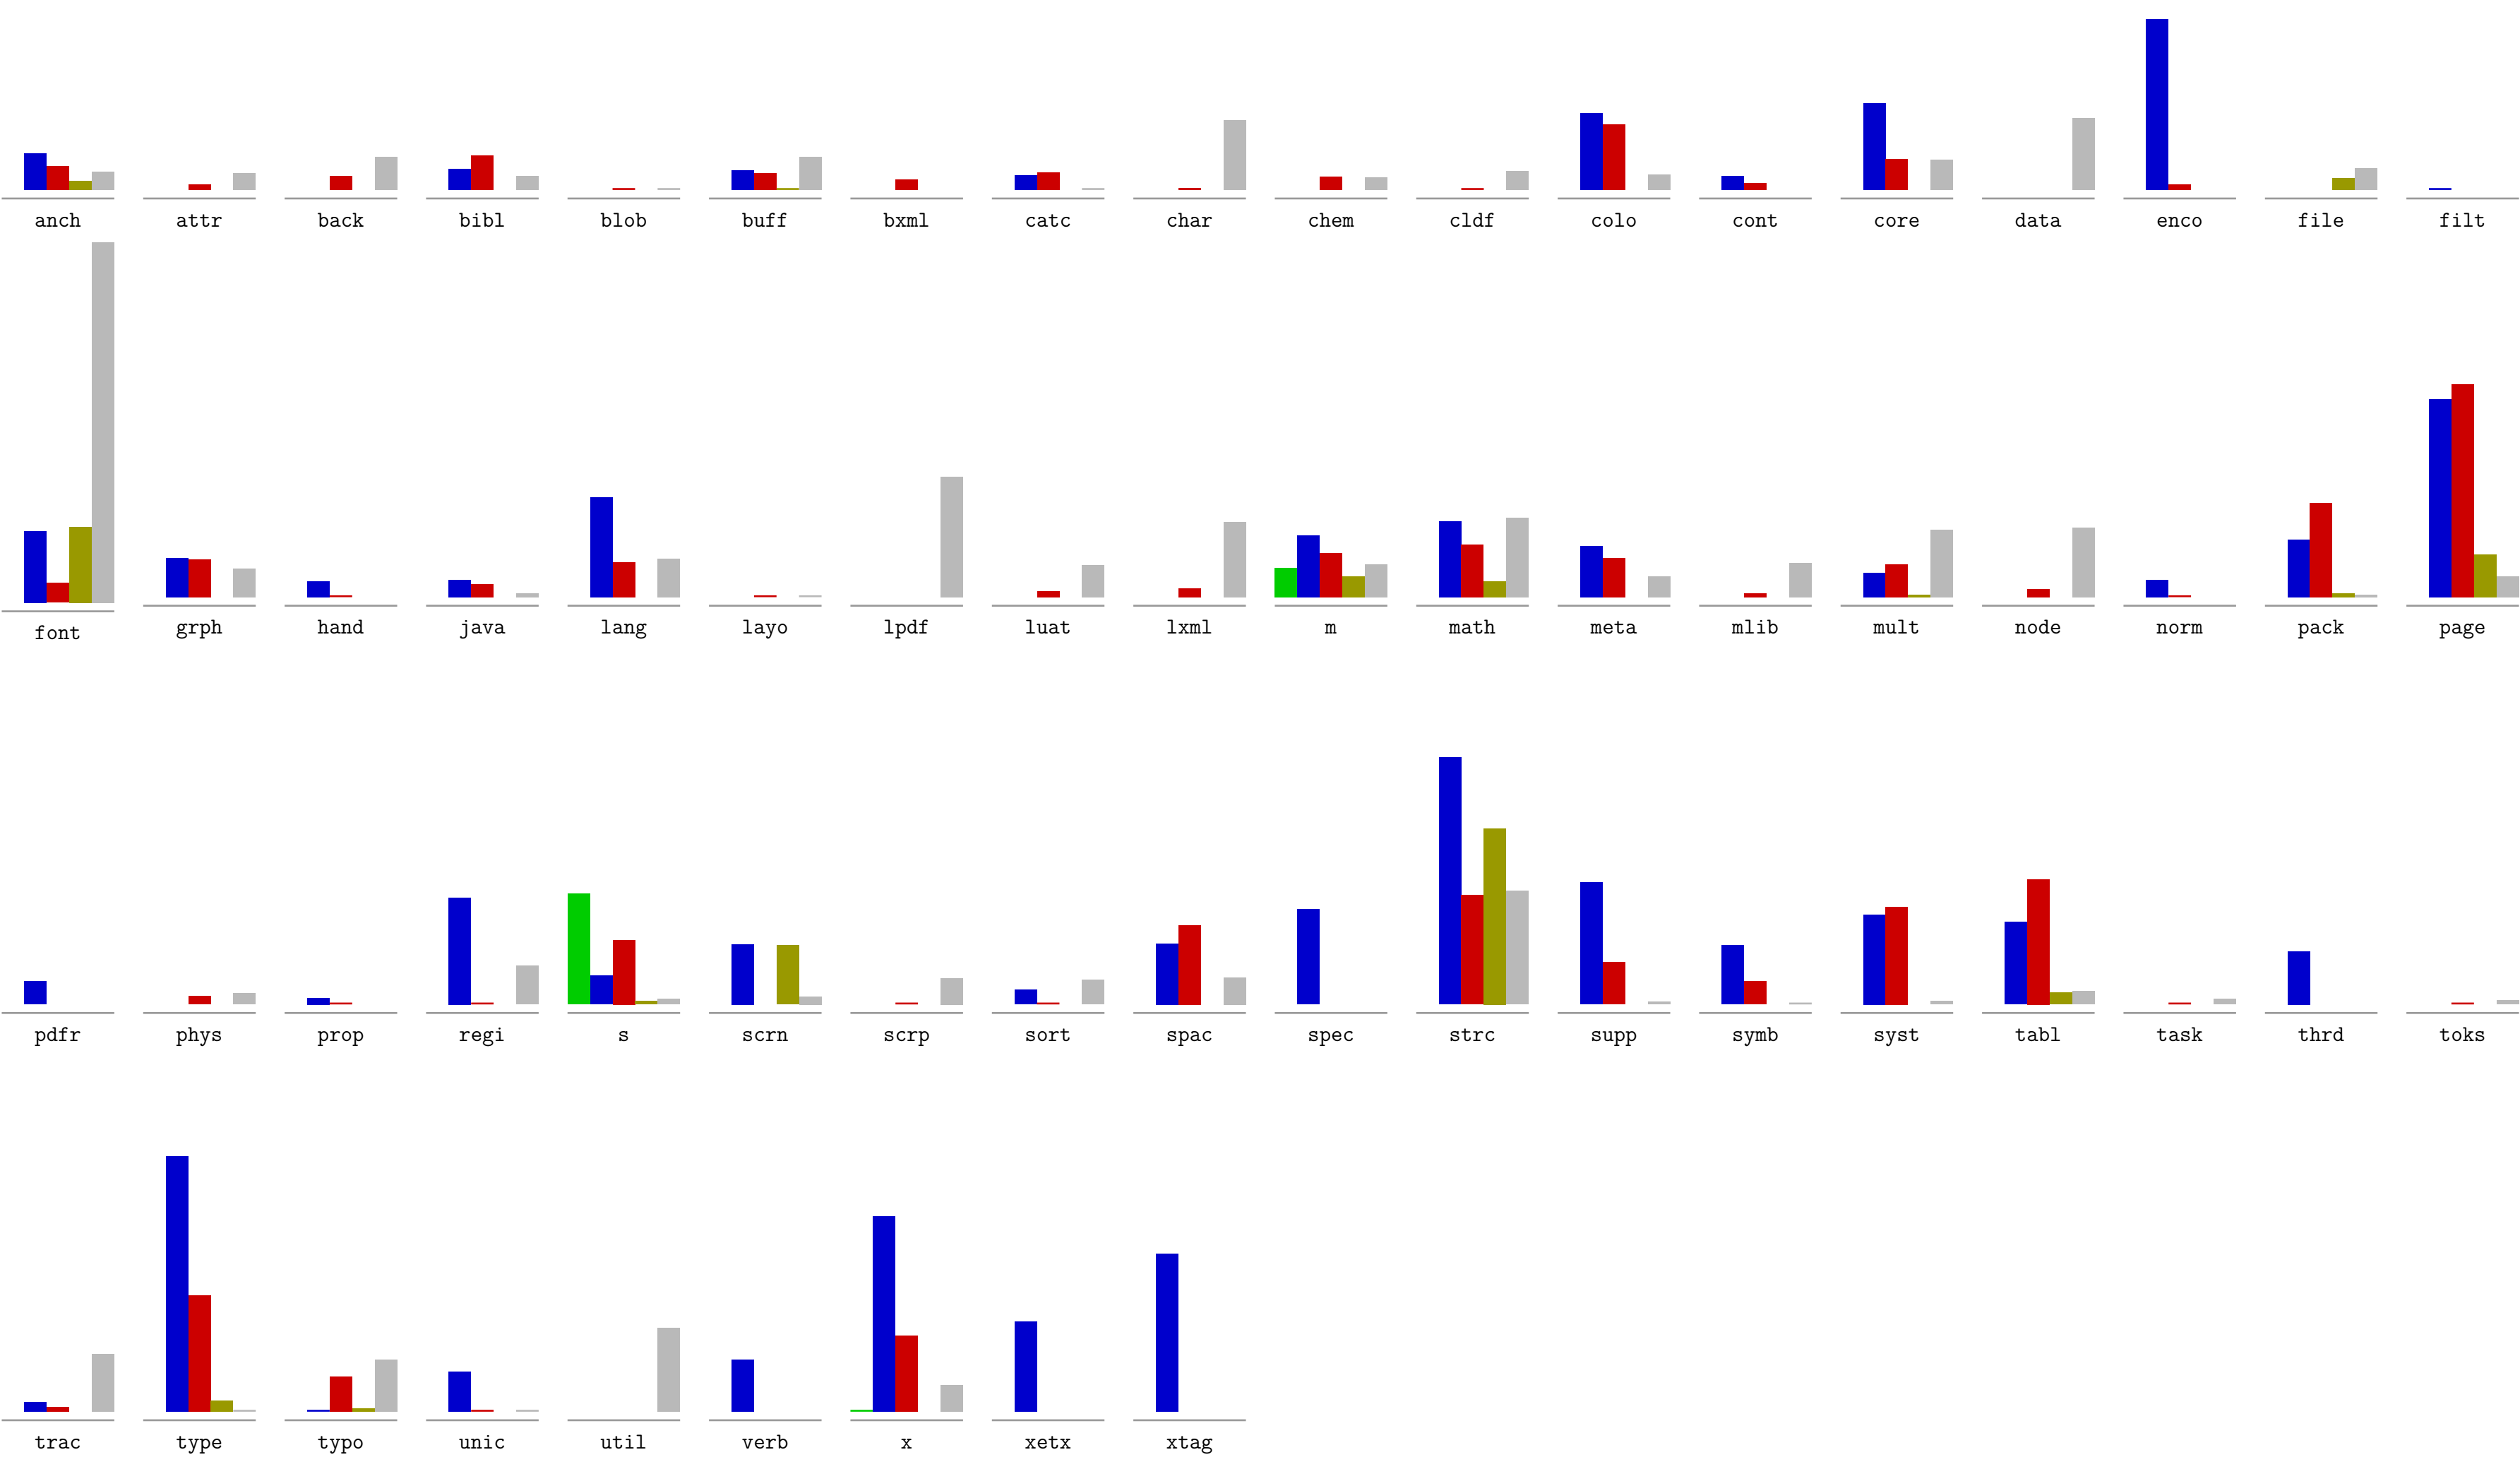 anch attr back bibl blob buff bxml catc char chem cldf colo cont core data enco file filt
font grph hand java lang layo lpdf luat lxml m math meta mlib mult node norm pack page
pdfr phys prop regi s scrn scrp sort spac spec strc supp symb syst tabl task thrd toks
trac type typo unic util verb x xetx xtag